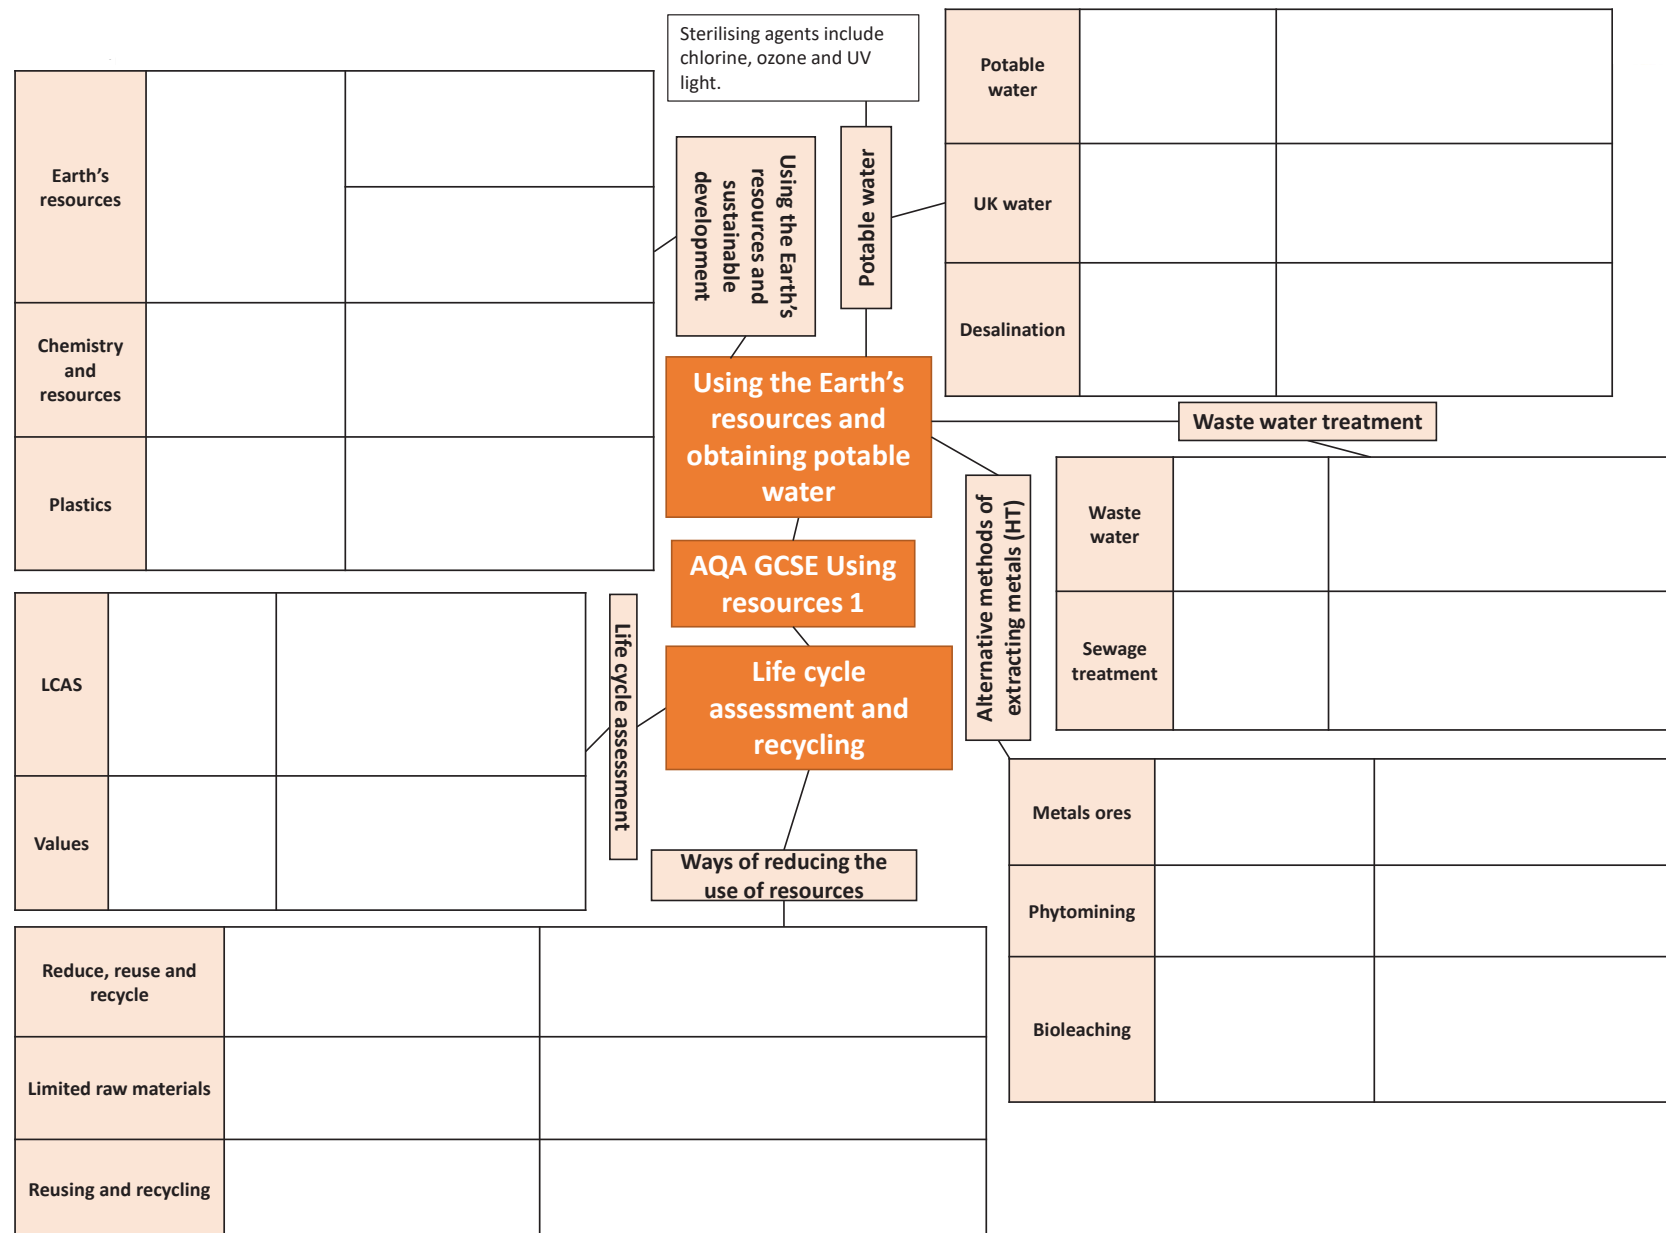 Sterilising agents include
chlorine, ozone and UV
light.
Earth's
resources
Chemistry
and
resources
Plastics
Using the Earth's
resources and
sustainable
development
Potable water
Potable
water
UK water
Desalination
Using the Earth's
resources and
obtaining potable
water
Waste water treatment
Waste
water
Sewage
treatment
Alternative methods of
extracting metals (HT)
AQA GCSE Using
resources 1
LCAS
Values
Life cycle assessment
Life cycle
assessment and
recycling
Metals ores
Phytomining
Bioleaching
Ways of reducing the
use of resources
Reduce, reuse and
recycle
Limited raw materials
Reusing and recycling